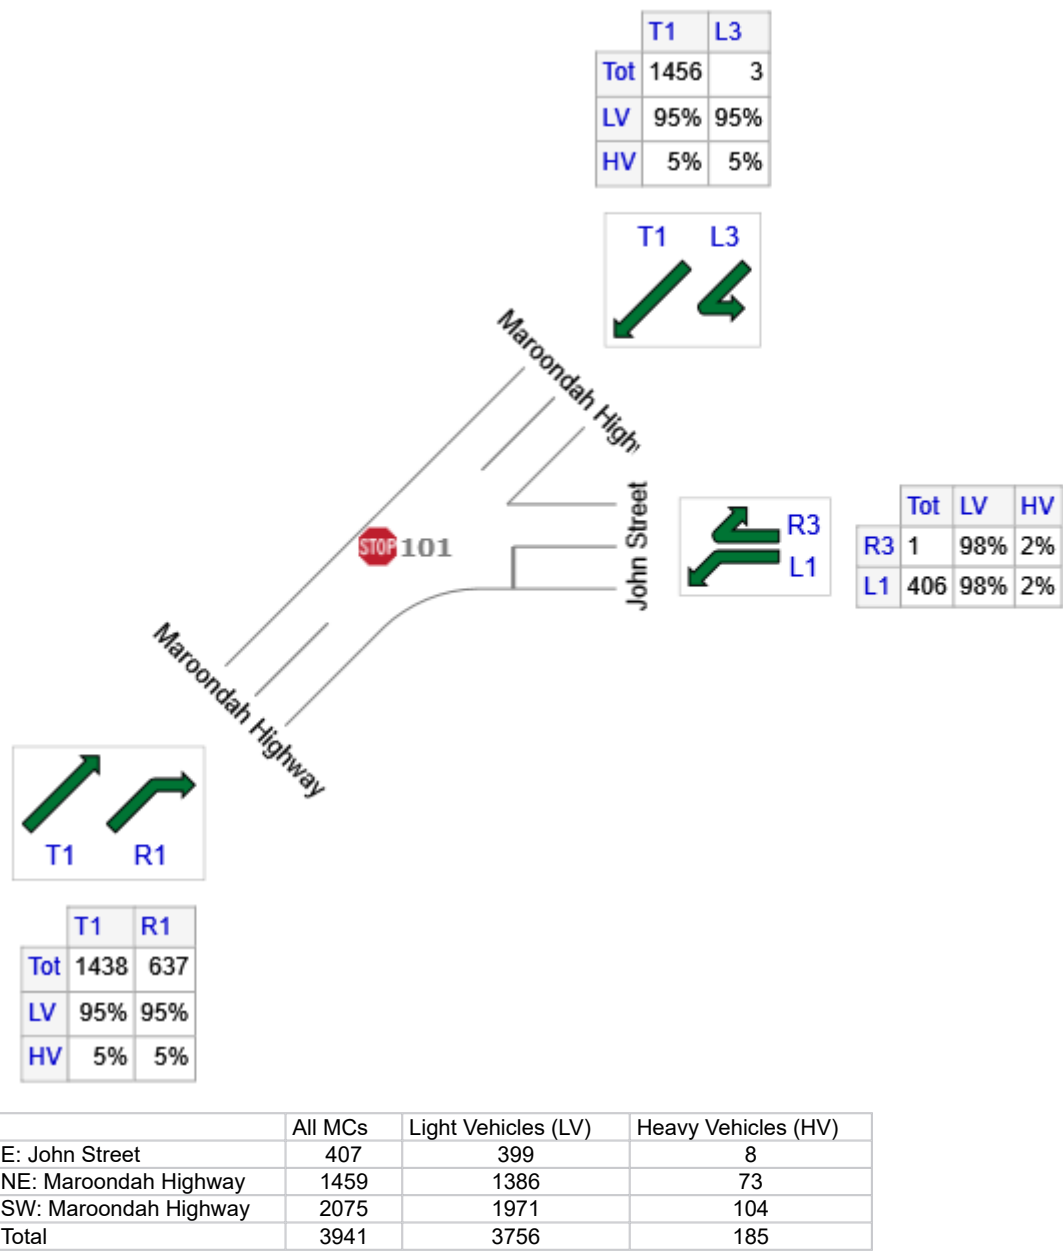 T1 L3
Tot 1456 3
LV 95% 95%
HV 5% 5%
T1 L3
Maroondah High
John Street
R3
L1
Tot LV HV
R3 1 98% 2%
L1 406 98% 2%
STOP 101
Maroondah Highway
T1 R1
T1 R1
Tot 1438 637
LV 95% 95%
HV 5% 5%
All MCs Light Vehicles (LV) Heavy Vehicles (HV)
E: John Street 407 399 8
NE: Maroondah Highway 1459 1386 73
SW: Maroondah Highway 2075 1971 104
Total 3941 3756 185